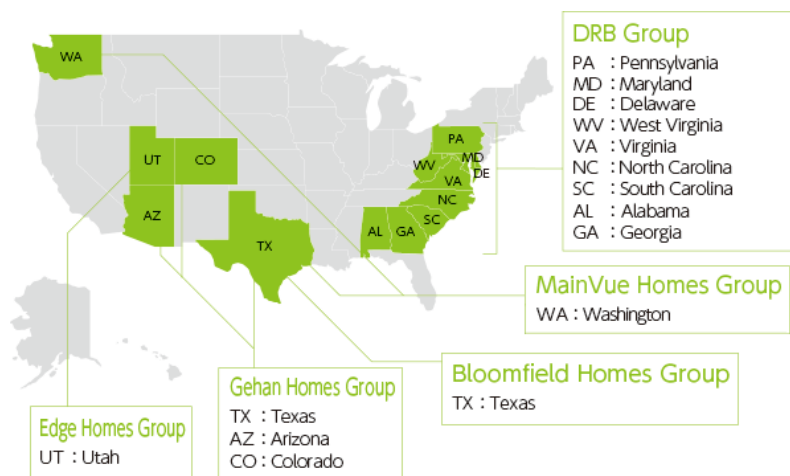 WA
UT
CO
AZ
TX
PA
MD
WV
DE
VA
NC
SC
AL
GA
DRB Group
PA : Pennsylvania
MD : Maryland
DE : Delaware
WV : West Virginia
VA : Virginia
NC : North Carolina
SC : South Carolina
AL : Alabama
GA : Georgia
MainVue Homes Group
WA : Washington
Bloomfield Homes Group
TX : Texas
Gehan Homes Group
TX : Texas
AZ : Arizona
CO : Colorado
Edge Homes Group
UT : Utah